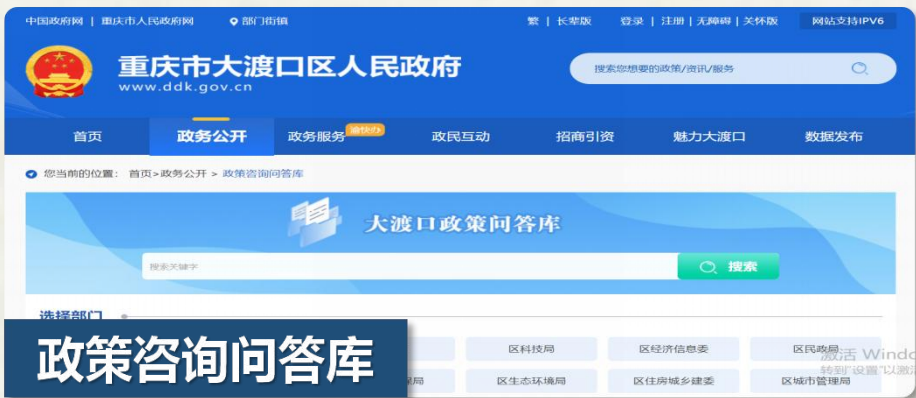 中国政府网 | 重庆市人民政府网 部门街镇 繁 | 长辈版 登录 | 注册 | 无障碍 | 关怀版 网站支持IPV6
重庆市大渡口区人民政府
www.ddk.gov.cn
搜索您想要的政策/资讯/服务
首页 政务公开 政务服务 渝快办 政民互动 招商引资 魅力大渡口 数据发布
您当前的位置： 首页>政务公开 > 政策咨询问答库
大渡口政策问答库
搜索关键字 搜索
选择部门
区科技局 区经济信息委 区民政局
区生态环境局 区住房城乡建委 区城市管理局
政策咨询问答库
激活 Windo
转到"设置"以激活